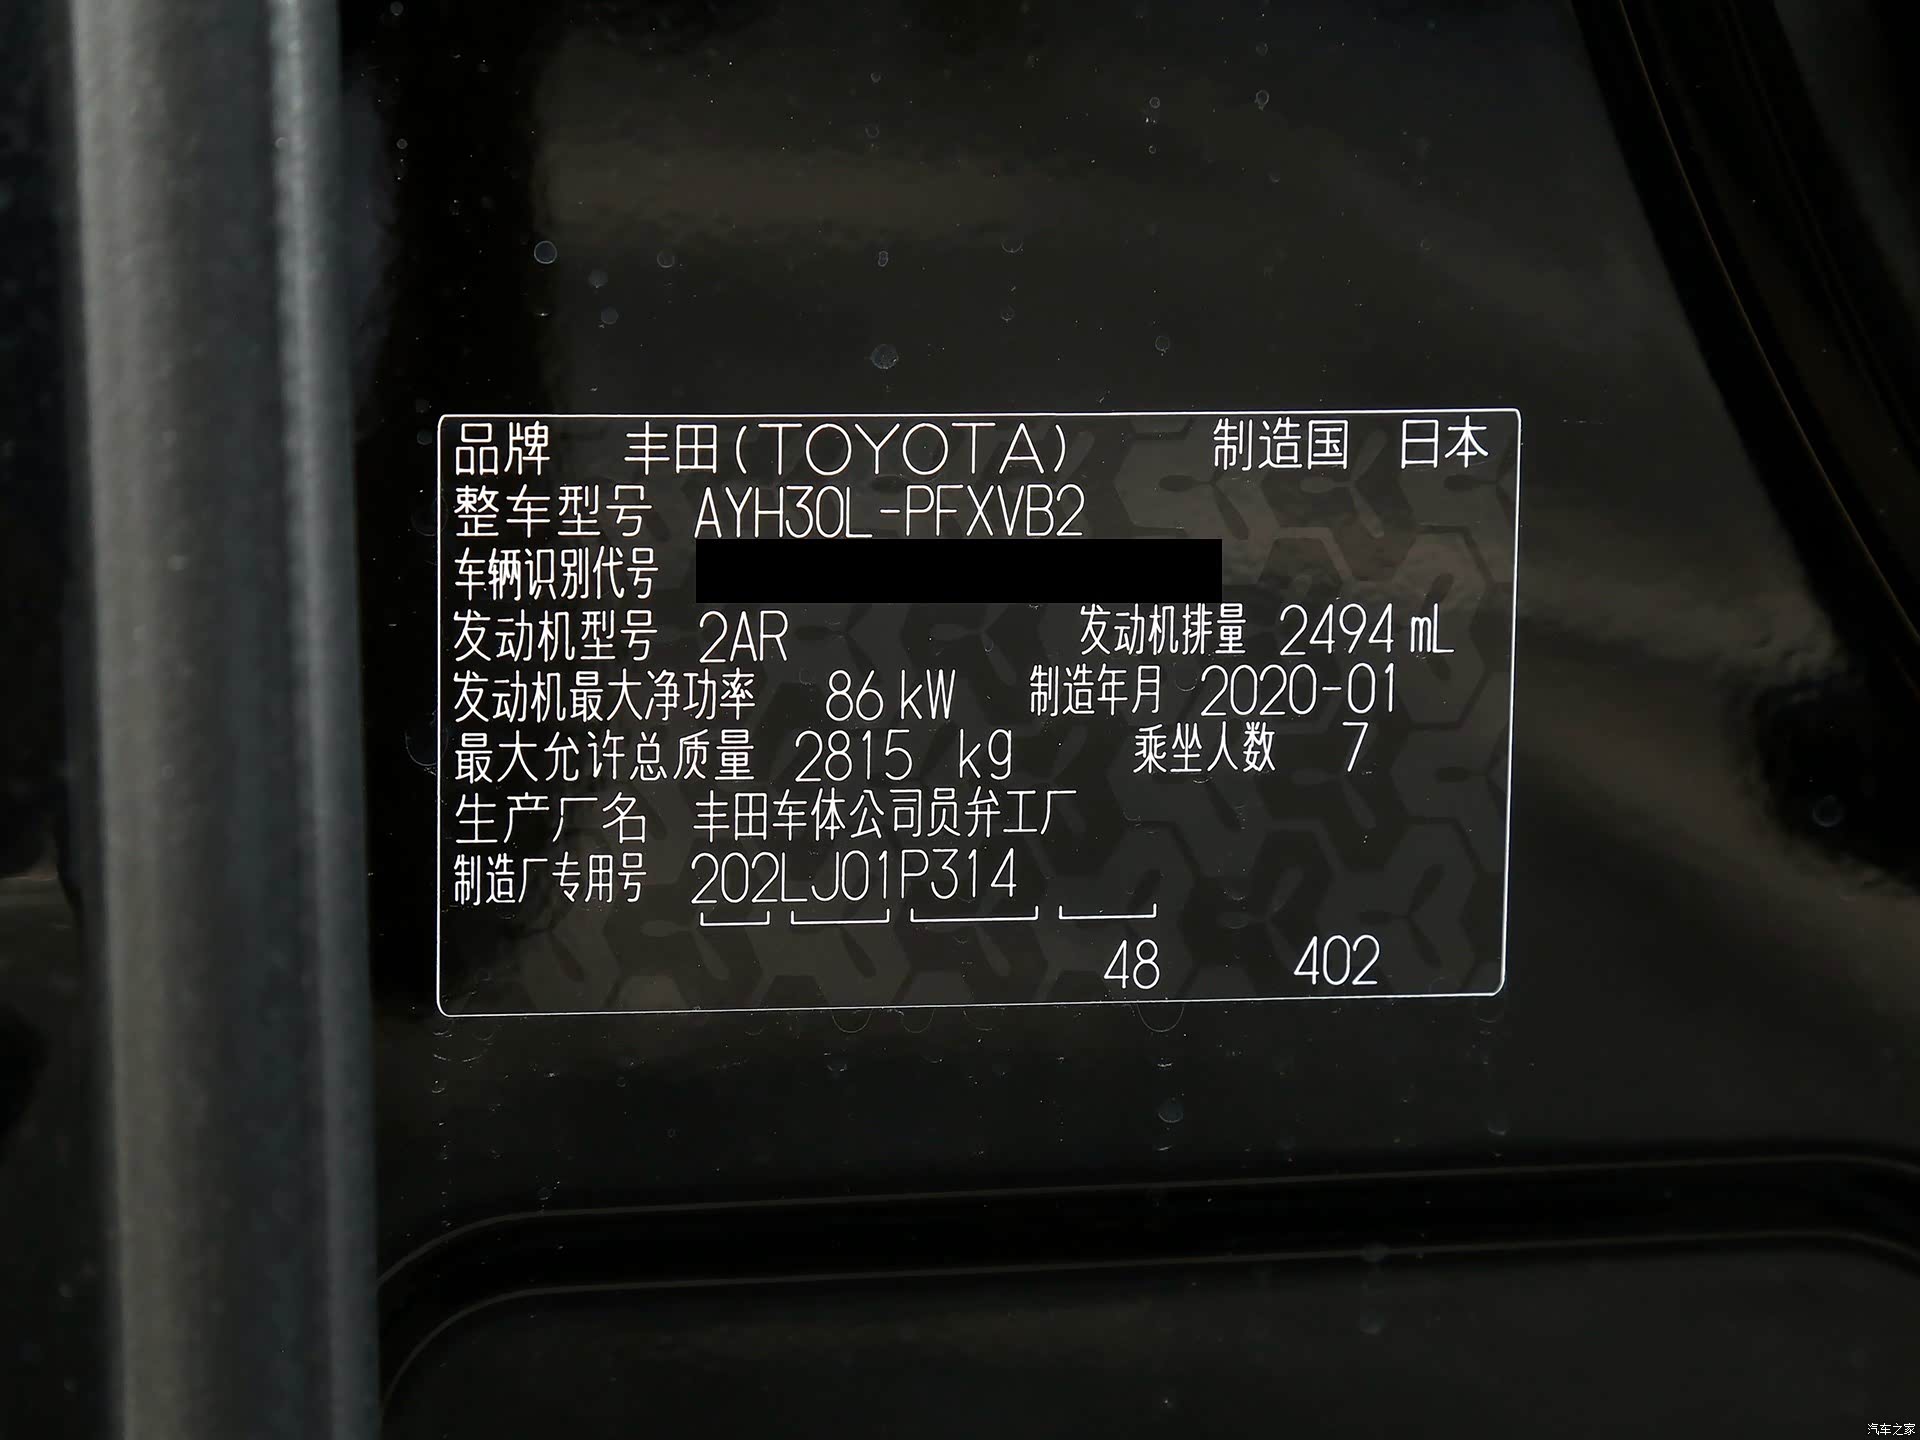 品牌 丰田(TOYOTA) 制造国 日本
整车型号 AYH30L-PFXVB2
车辆识别代号
发动机型号 2AR 发动机排量 2494 mL
发动机最大净功率 86 kW 制造年月 2020-01
最大允许总质量 2815 kg 乘坐人数 7
生产厂名 丰田车体公司员弁工厂
制造厂专用号 202LJ01P314
48 402
汽车之家